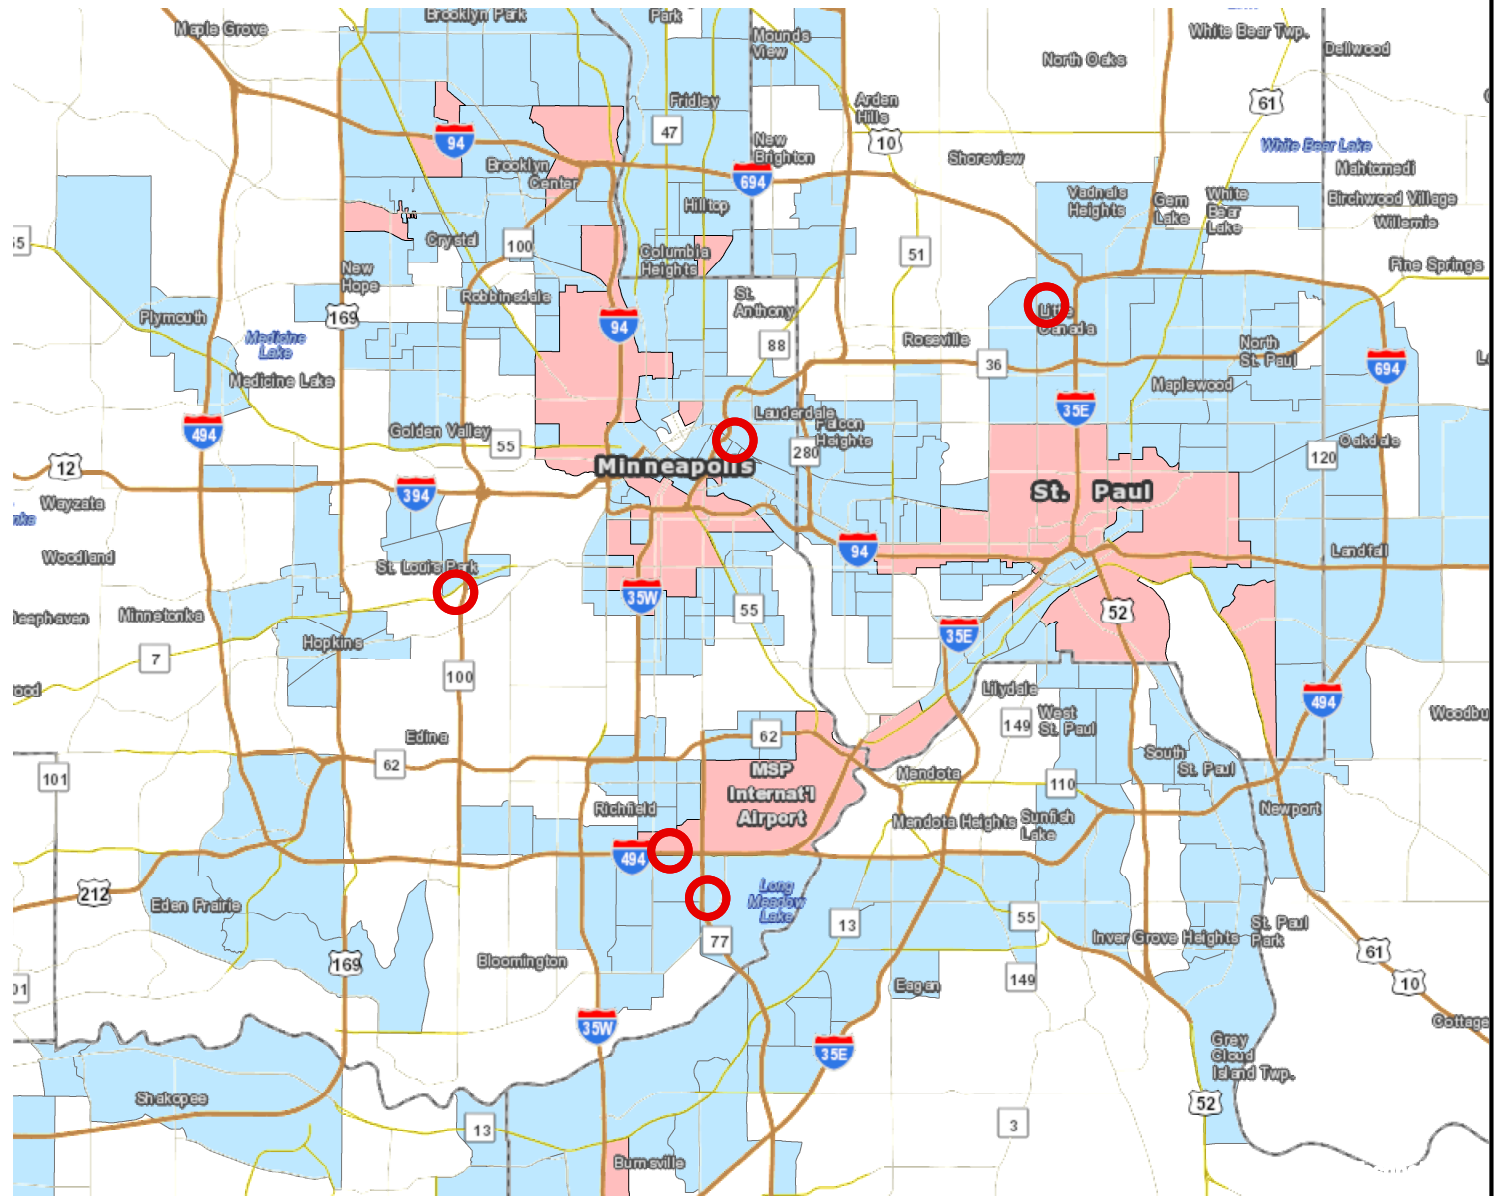 Brooklyn Park
Park
Maple Grove
Mounds
View
White Bear Twp.
Dellwood
North Oaks
61
Fridley
Arden
Hills
47
94
10
New
Brighton
White Bear Lake
Shoreview
Mahtomedi
Brooklyn
Center
694
Vadnais
Heights
Gem
Lake
White
Bear
Lake
Birchwood Village
Willernie
Hilltop
Crystal
100
51
Columbia
Heights
New
Hope
Pine Springs
Robbinsdale
St.
Anthony
Little
Canada
Plymouth
169
94
Medicine
Lake
88
Roseville
36
North
St. Paul
694
Medicine Lake
Maplewood
35E
Lauderdale
Falcon
Heights
494
Golden Valley
55
280
120
Oakdale
12
Minneapolis
394
St. Paul
Wayzata
Woodland
94
Landfall
St. Louis Park
35W
55
52
Minnetonka
35E
Hopkins
7
100
Lilydale
494
149
West
St. Paul
Woodbu
Edina
62
62
101
South
St. Paul
MSP
Internat'l
Airport
Mendota
110
Richfield
Mendota Heights
Sunfish
Lake
Newport
494
212
Eden Prairie
Long
Meadow
Lake
13
55
77
Inver Grove Heights
St. Paul
Park
61
Bloomington
169
149
10
Eagan
35W
Cottage
35E
Grey
Cloud
Island Twp.
Shakopee
52
13
3
Burnsville